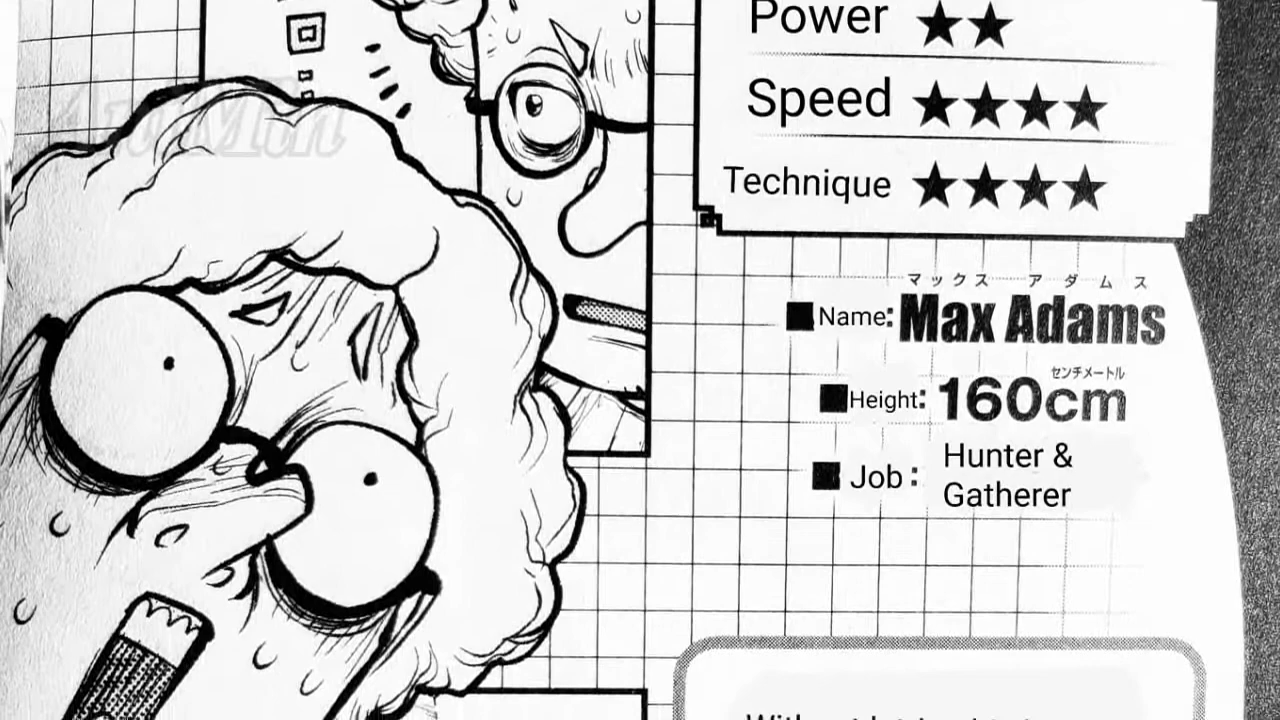 Power ★★
Speed ★★★★
Technique ★★★★
マックス アダムス
■Name: Max Adams
センチメートル
■Height: 160cm
■Job: Hunter &
Gatherer